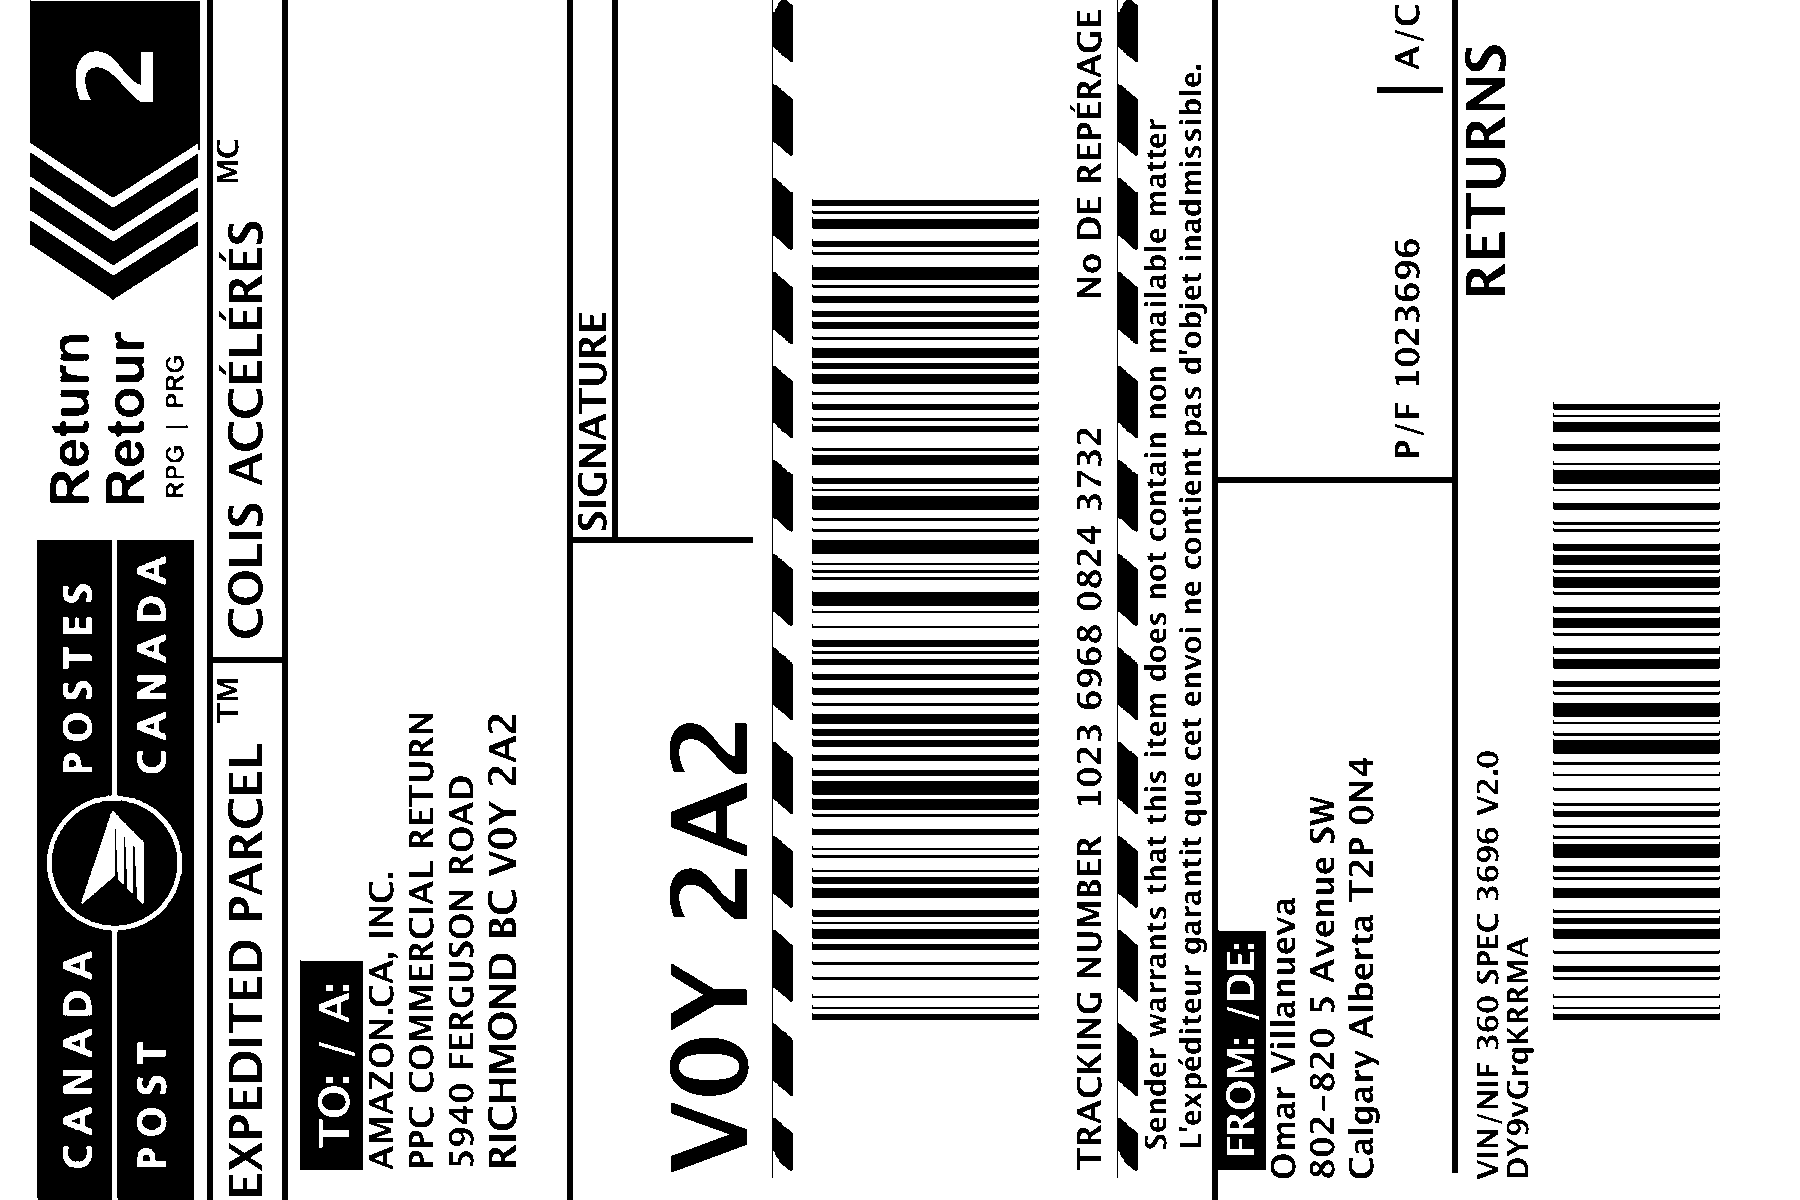 CANADA POSTES
POST CANADA
Return
Retour
RPG | PRG
2
EXPEDITED PARCEL TM
COLIS ACCÉLÉRÉS MC
TO: / A:
AMAZON.CA, INC.
PPC COMMERCIAL RETURN
5940 FERGUSON ROAD
RICHMOND BC V0Y 2A2
SIGNATURE
V0Y 2A2
TRACKING NUMBER 1023 6968 0824 3732 No DE REPÉRAGE
Sender warrants that this item does not contain non mailable matter
L'expéditeur garantit que cet envoi ne contient pas d'objet inadmissible.
FROM: /DE:
Omar Villanueva
802-820 5 Avenue SW
Calgary Alberta T2P 0N4
P/F 1023696 A/C
VIN/NIF 360 SPEC 3696 V2.0
DY9vGrqKRRMA
RETURNS